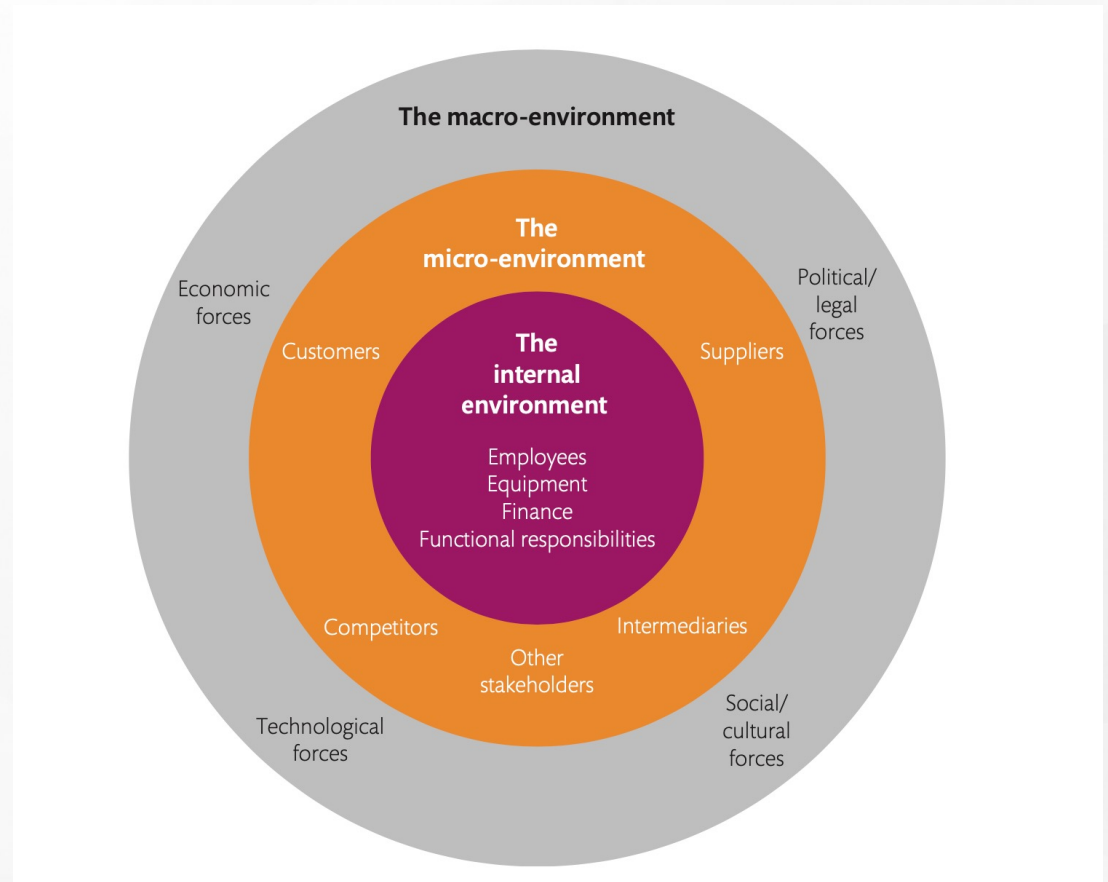 The macro-environment
The
micro-environment
Economic
forces
Political/
legal
forces
Customers
Suppliers
The
internal
environment
Employees
Equipment
Finance
Functional responsibilities
Competitors
Intermediaries
Other
stakeholders
Technological
forces
Social/
cultural
forces